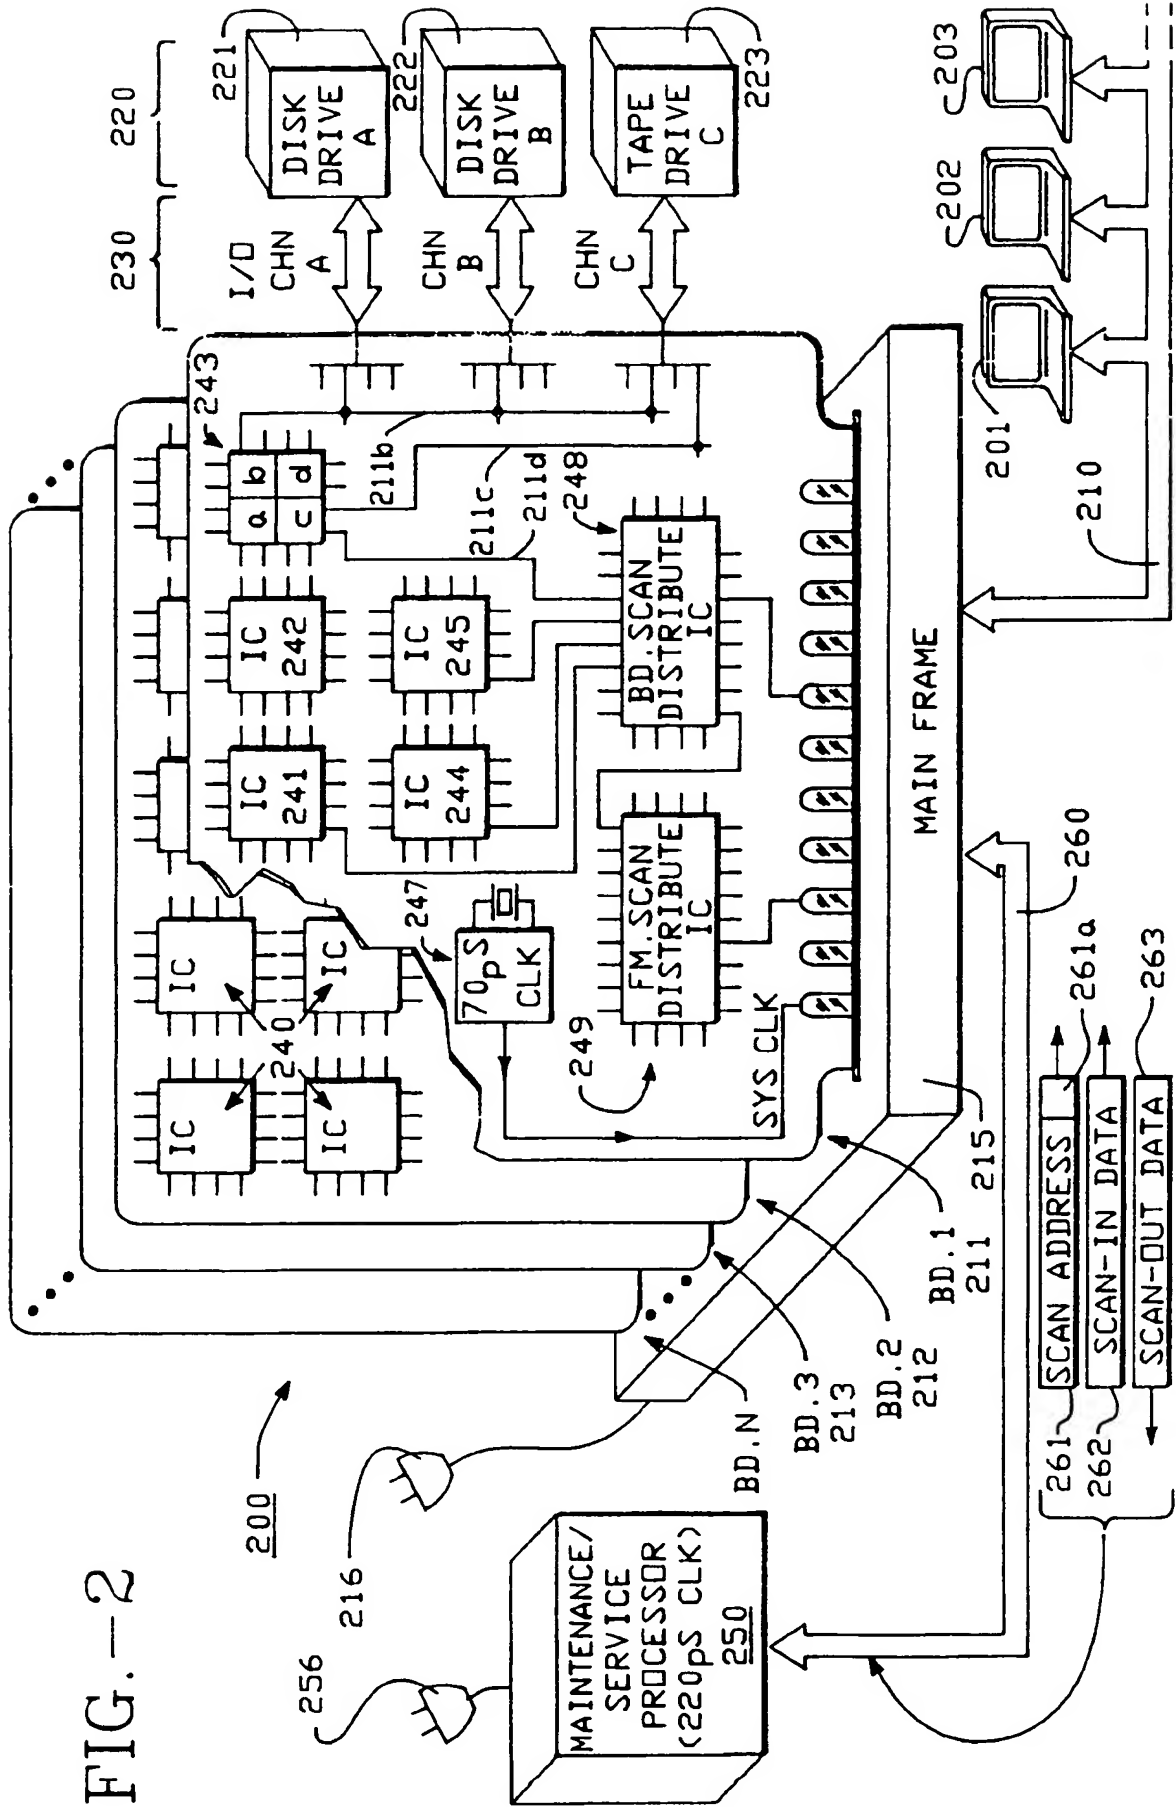 FIG.-2
200
220
230
221
DISK
DRIVE
A
222
DISK
DRIVE
B
223
TAPE
DRIVE
C
I/O
CHN
A
CHN
B
CHN
C
243
a b
c d
211b
211c
211d
IC
242
IC
241
IC
245
IC
244
IC
IC
IC
IC
240
247
70pS
CLK
248
BD.SCAN
DISTRIBUTE
IC
FM.SCAN
DISTRIBUTE
IC
249
SYS CLK
MAIN FRAME
215
BD.1
211
BD.2
212
BD.3
213
BD.N
216
256
MAINTENANCE/
SERVICE
PROCESSOR
(220pS CLK)
250
203
202
201
210
260
261
SCAN ADDRESS
261a
262
SCAN-IN DATA
SCAN-OUT DATA
263